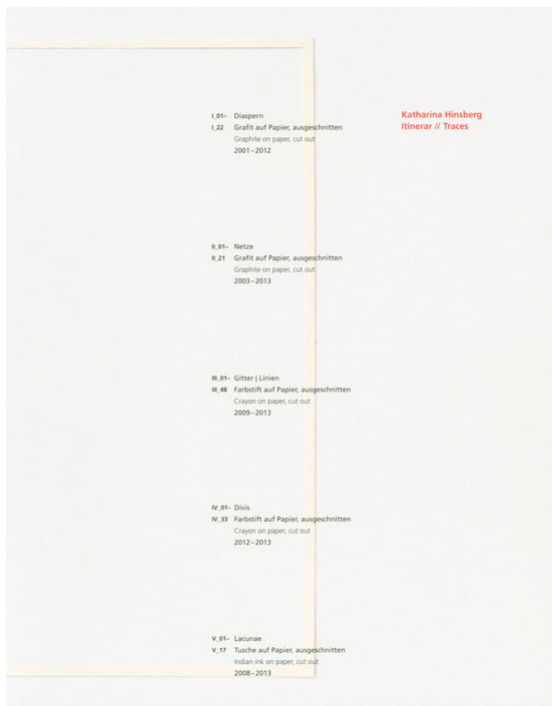 Katharina Hinsberg
Itinerar // Traces
I_01– Diaspern
I_22 Grafit auf Papier, ausgeschnitten
Graphite on paper, cut out
2001–2012
II_01– Netze
II_21 Grafit auf Papier, ausgeschnitten
Graphite on paper, cut out
2003–2013
III_01– Gitter | Linien
III_48 Farbstift auf Papier, ausgeschnitten
Crayon on paper, cut out
2009–2013
IV_01– Divis
IV_33 Farbstift auf Papier, ausgeschnitten
Crayon on paper, cut out
2012–2013
V_01– Lacunae
V_17 Tusche auf Papier, ausgeschnitten
Indian ink on paper, cut out
2008–2013